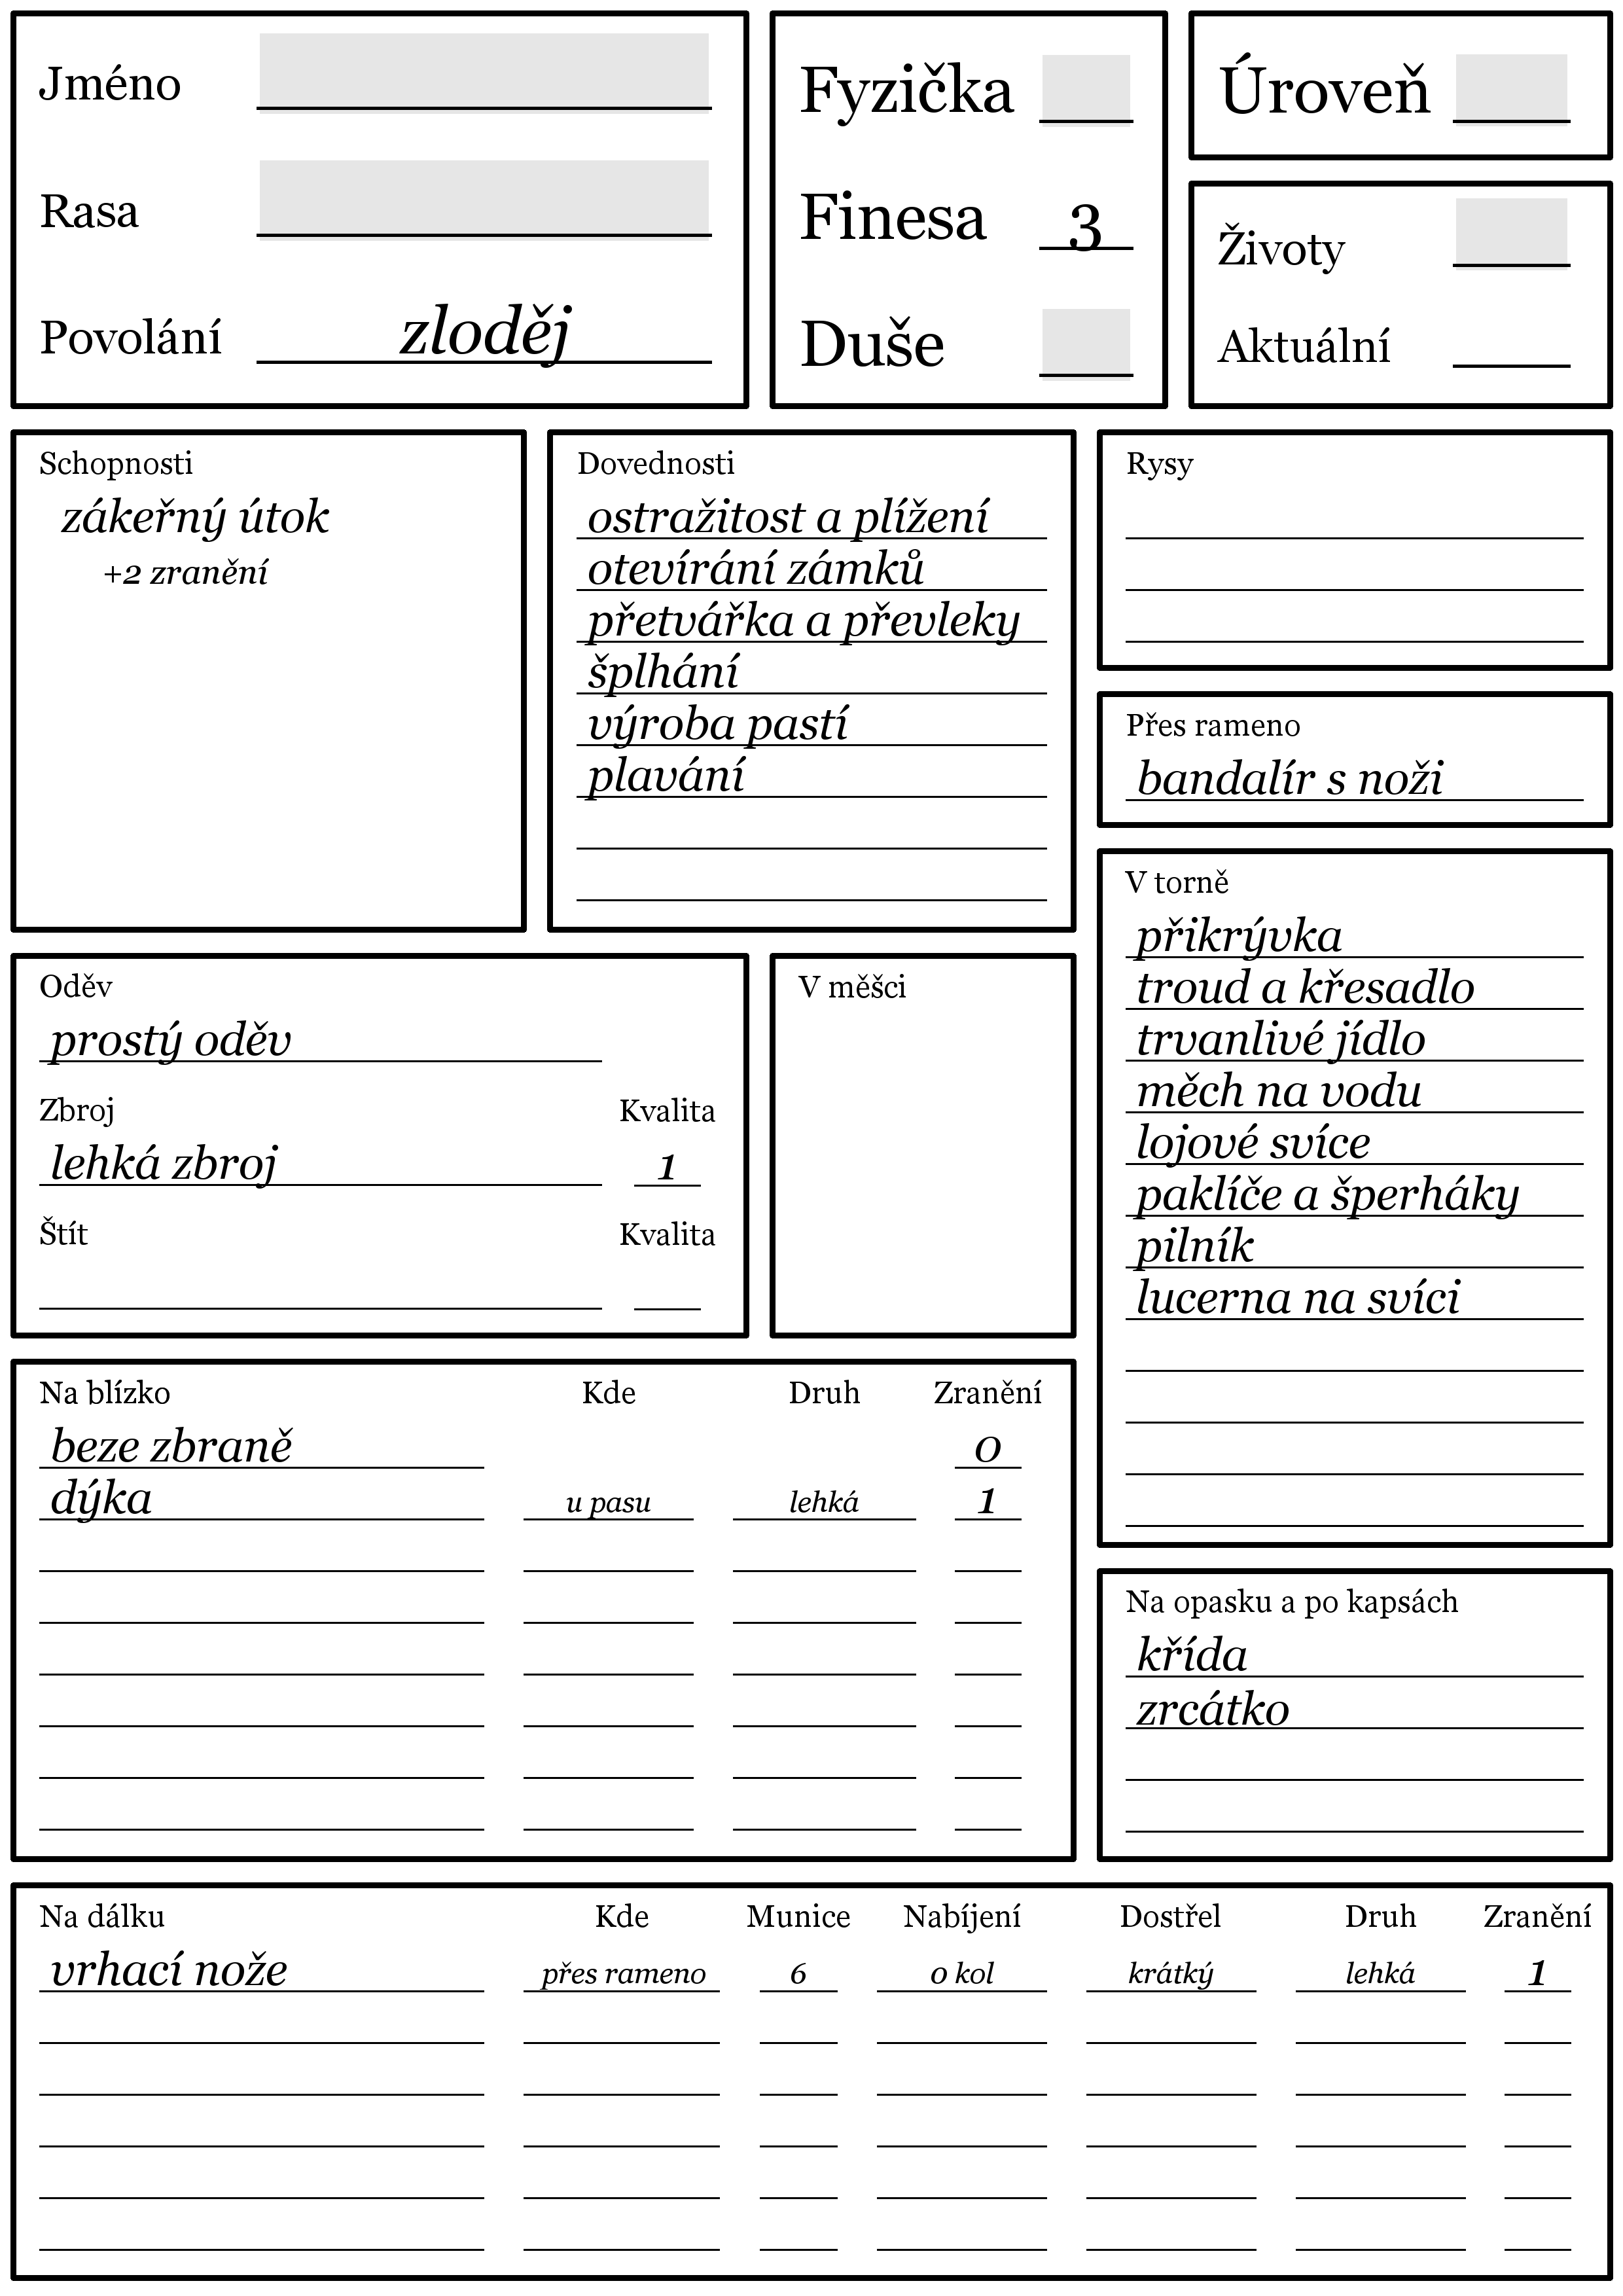 Jméno
Rasa
Povolání zloděj
Fyzička
Finesa 3
Duše
Úroveň
Životy
Aktuální
Schopnosti
zákeřný útok
+2 zranění
Dovednosti
ostražitost a plížení
otevírání zámků
přetvářka a převleky
šplhání
výroba pastí
plavání
Rysy
Přes rameno
bandalír s noži
V torně
přikrývka
troud a křesadlo
trvanlivé jídlo
měch na vodu
lojové svíce
paklíče a šperháky
pilník
lucerna na svíci
Oděv
prostý oděv
Zbroj Kvalita
lehká zbroj 1
Štít Kvalita
V měšci
Na blízko Kde Druh Zranění
beze zbraně 0
dýka u pasu lehká 1
Na opasku a po kapsách
křída
zrcátko
Na dálku Kde Munice Nabíjení Dostřel Druh Zranění
vrhací nože přes rameno 6 0 kol krátký lehká 1